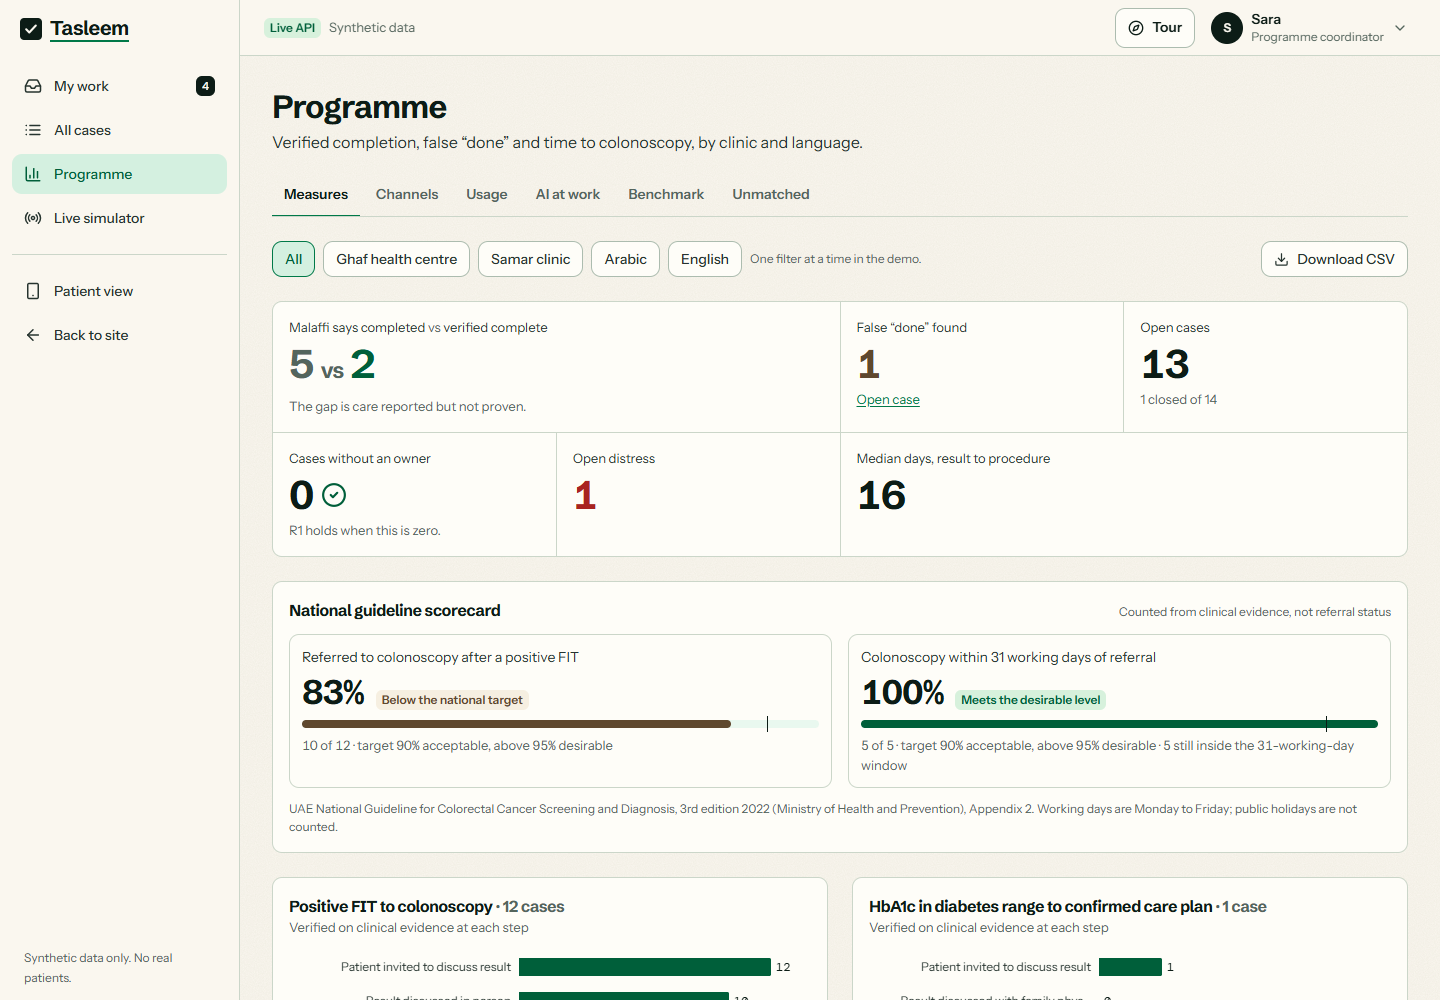 Tasleem
My work
4
All cases
Programme
Live simulator
Patient view
Back to site
Synthetic data only. No real
patients.
Live API
Synthetic data
Tour
S
Sara
Programme coordinator
Programme
Verified completion, false “done” and time to colonoscopy, by clinic and language.
Measures
Channels
Usage
AI at work
Benchmark
Unmatched
All
Ghaf health centre
Samar clinic
Arabic
English
One filter at a time in the demo.
Download CSV
Malaffi says completed vs verified complete
5 vs 2
The gap is care reported but not proven.
False “done” found
1
Open case
Open cases
13
1 closed of 14
Cases without an owner
0
R1 holds when this is zero.
Open distress
1
Median days, result to procedure
16
National guideline scorecard
Counted from clinical evidence, not referral status
Referred to colonoscopy after a positive FIT
83%
Below the national target
10 of 12 · target 90% acceptable, above 95% desirable
Colonoscopy within 31 working days of referral
100%
Meets the desirable level
5 of 5 · target 90% acceptable, above 95% desirable · 5 still inside the 31-working-day
window
UAE National Guideline for Colorectal Cancer Screening and Diagnosis, 3rd edition 2022 (Ministry of Health and Prevention), Appendix 2. Working days are Monday to Friday; public holidays are not
counted.
Positive FIT to colonoscopy · 12 cases
Verified on clinical evidence at each step
Patient invited to discuss result
12
Result discussed in person
10
HbA1c in diabetes range to confirmed care plan · 1 case
Verified on clinical evidence at each step
Patient invited to discuss result
1
Result discussed with family phys…
0